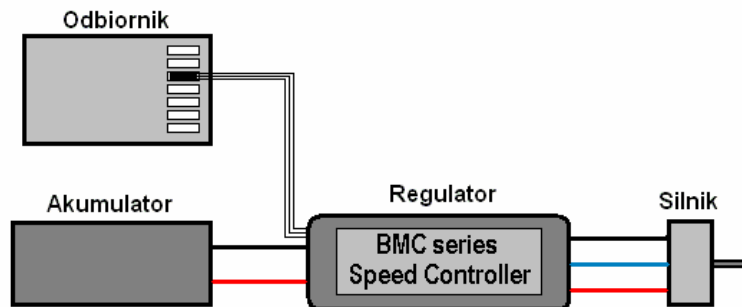 Odbiornik
Akumulator
Regulator
Silnik
BMC series
Speed Controller